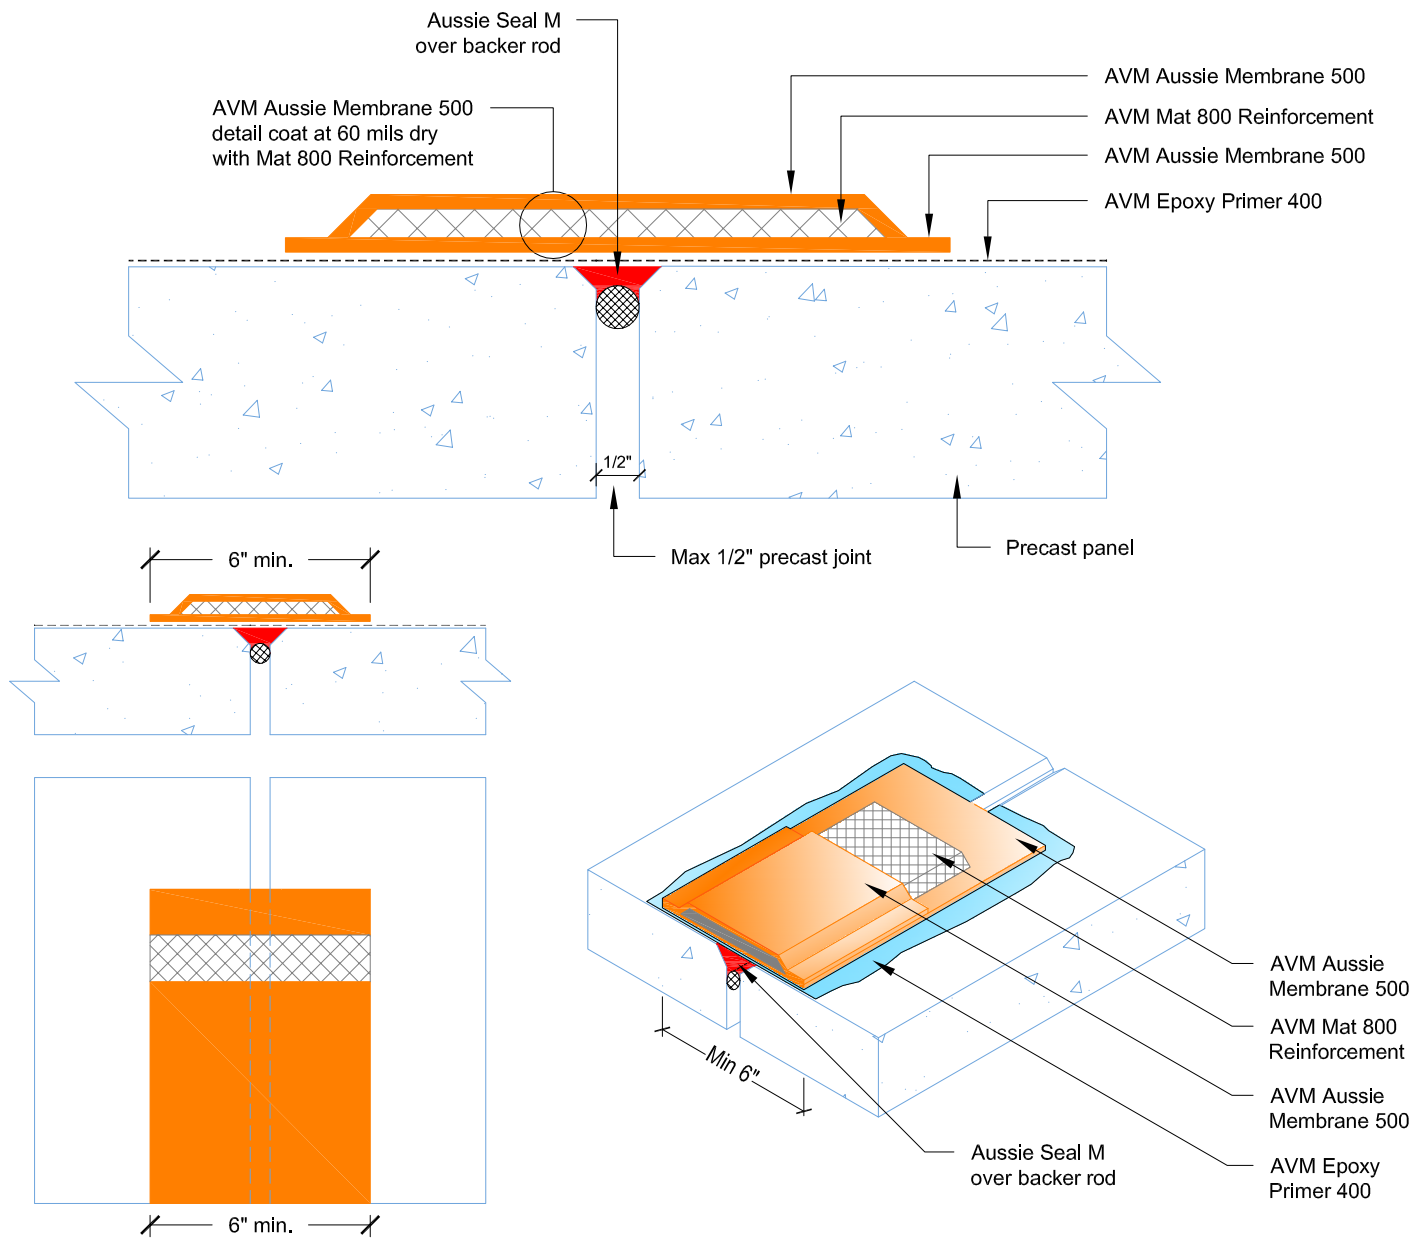 Aussie Seal M
over backer rod
AVM Aussie Membrane 500
detail coat at 60 mils dry
with Mat 800 Reinforcement
AVM Aussie Membrane 500
AVM Mat 800 Reinforcement
AVM Aussie Membrane 500
AVM Epoxy Primer 400
1/2"
Max 1/2" precast joint
Precast panel
6" min.
6" min.
Min 6"
Aussie Seal M
over backer rod
AVM Aussie
Membrane 500
AVM Mat 800
Reinforcement
AVM Aussie
Membrane 500
AVM Epoxy
Primer 400